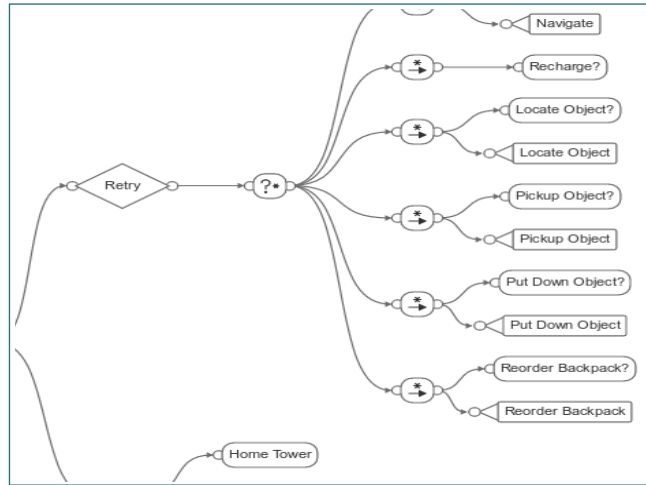 Navigate
Recharge?
Locate Object?
Locate Object
Retry
?*
Pickup Object?
Pickup Object
Put Down Object?
Put Down Object
Reorder Backpack?
Reorder Backpack
Home Tower